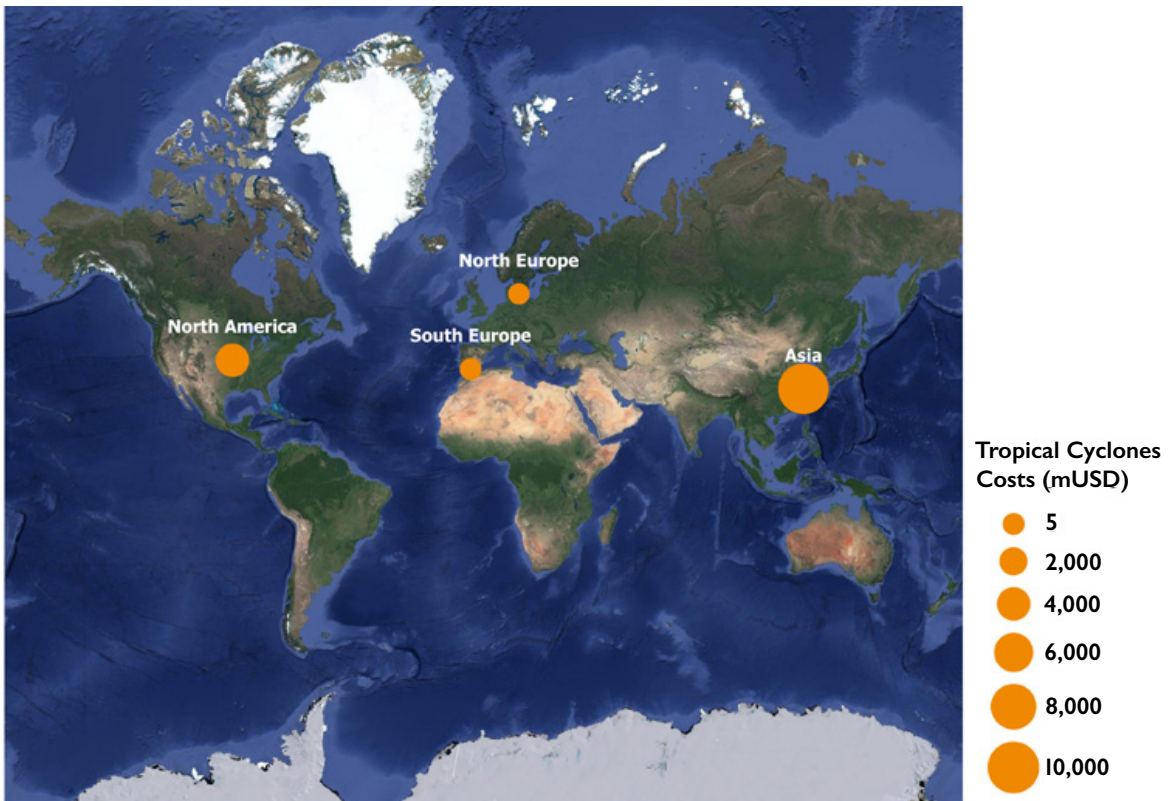 North Europe
North America
South Europe
Asia
Tropical Cyclones
Costs (mUSD)
5
2,000
4,000
6,000
8,000
10,000